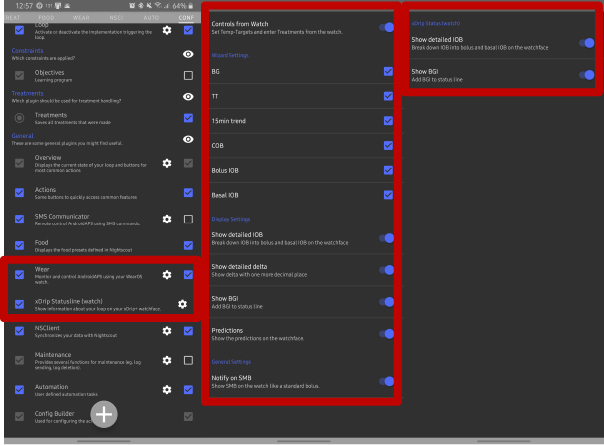 12:57
64%
TREAT FOOD WEAR NSCLI AUTO CONF
Loop
Activate or deactivate the implementation triggering the
loop.
Constraints
Which constraints are applied?
Objectives
Learning program
Treatments
Which plugin should be used for treatment handling?
Treatments
Saves all treatments that were made
General
These are some general plugins you might find useful.
Overview
Displays the current state of your loop and buttons for
most common actions
Actions
Some buttons to quickly access common features
SMS Communicator
Remote control AndroidAPS using SMS commands.
Food
Displays the food presets defined in Nightscout
Wear
Monitor and control AndroidAPS using your WearOS
watch.
xDrip Statusline (watch)
Show information about your loop on your xDrip+ watchface.
NSClient
Synchronizes your data with Nightscout
Maintenance
Provides several functions for maintenance (eg. log
sending, log deletion).
Automation
User defined automation tasks
Config Builder
Used for configuring the
Controls from Watch
Set Temp-Targets and enter Treatments from the watch.
Wizard Settings
BG
TT
15min trend
COB
Bolus IOB
Basal IOB
Display Settings
Show detailed IOB
Break down IOB into bolus and basal IOB on the watchface
Show detailed delta
Show delta with one more decimal place
Show BGI
Add BGI to status line
Predictions
Show the predictions on the watchface.
General Settings
Notify on SMB
Show SMB on the watch like a standard bolus.
xDrip Status (watch)
Show detailed IOB
Break down IOB into bolus and basal IOB on the watchface
Show BGI
Add BGI to status line